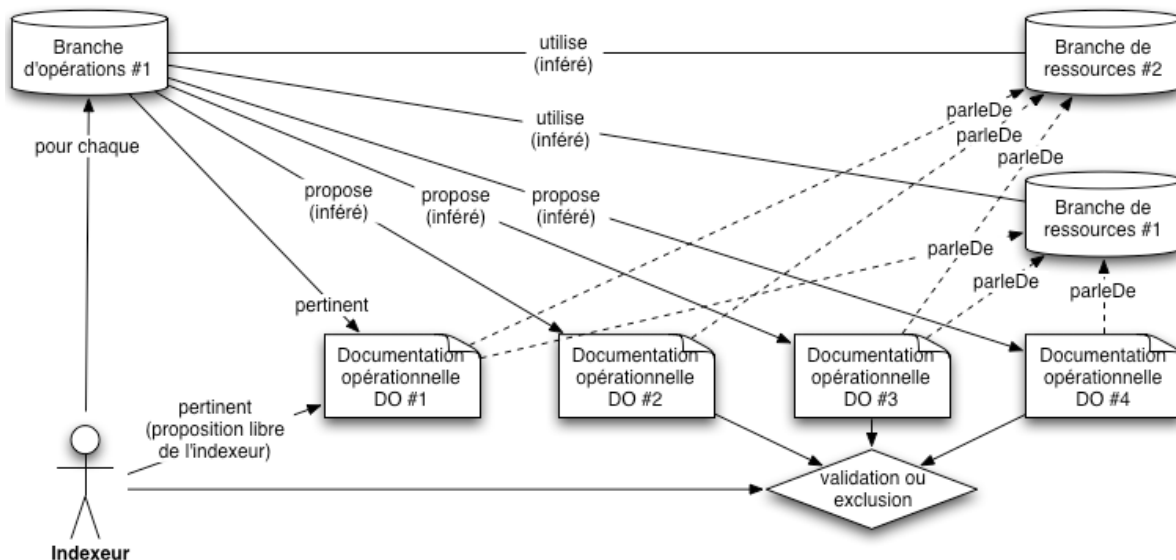 Branche
d'opérations #1
utilise
(inféré)
Branche de
ressources #2
pour chaque
utilise
(inféré)
parleDe
parleDe
parleDe
propose
(inféré)
propose
(inféré)
propose
(inféré)
Branche de
ressources #1
parleDe
parleDe
parleDe
pertinent
Documentation
opérationnelle
DO #1
Documentation
opérationnelle
DO #2
Documentation
opérationnelle
DO #3
Documentation
opérationnelle
DO #4
pertinent
(proposition libre
de l'indexeur)
validation ou
exclusion
Indexeur